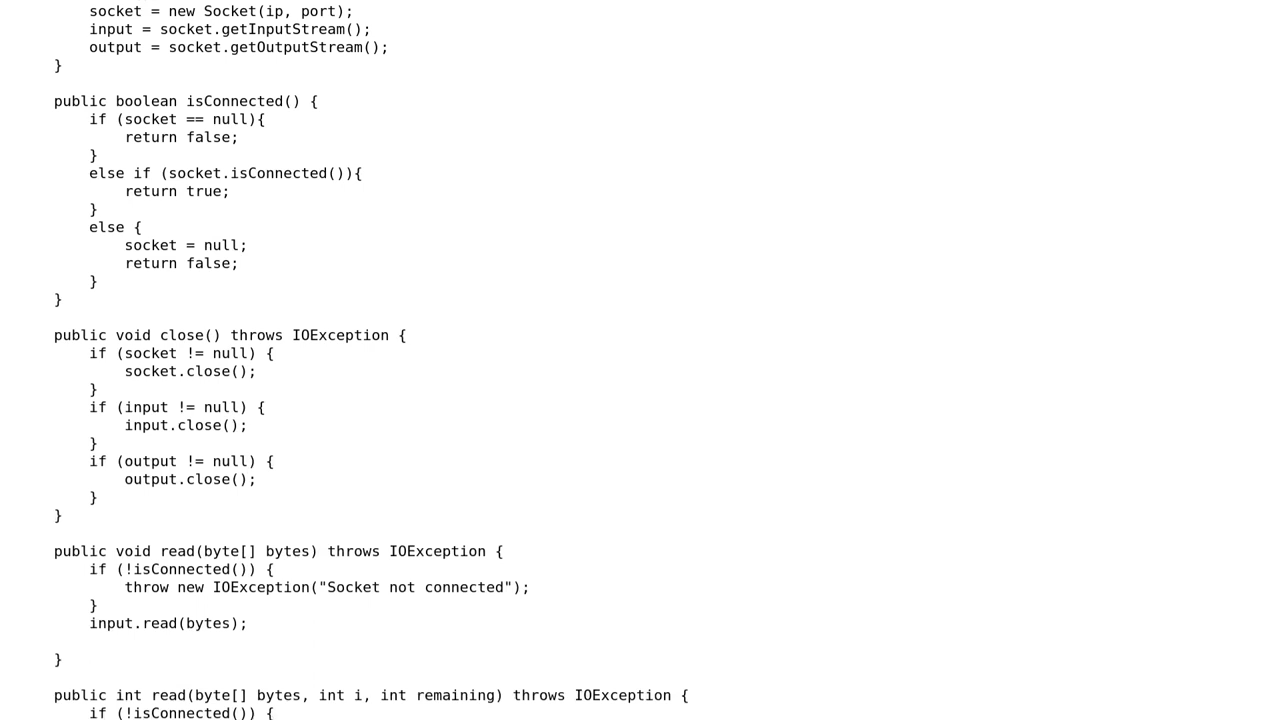 socket = new Socket(ip, port);
input = socket.getInputStream();
output = socket.getOutputStream();
}
public boolean isConnected() {
if (socket == null){
return false;
}
else if (socket.isConnected()){
return true;
}
else {
socket = null;
return false;
}
}
public void close() throws IOException {
if (socket != null) {
socket.close();
}
if (input != null) {
input.close();
}
if (output != null) {
output.close();
}
}
public void read(byte[] bytes) throws IOException {
if (!isConnected()) {
throw new IOException("Socket not connected");
}
input.read(bytes);
}
public int read(byte[] bytes, int i, int remaining) throws IOException {
if (!isConnected()) {